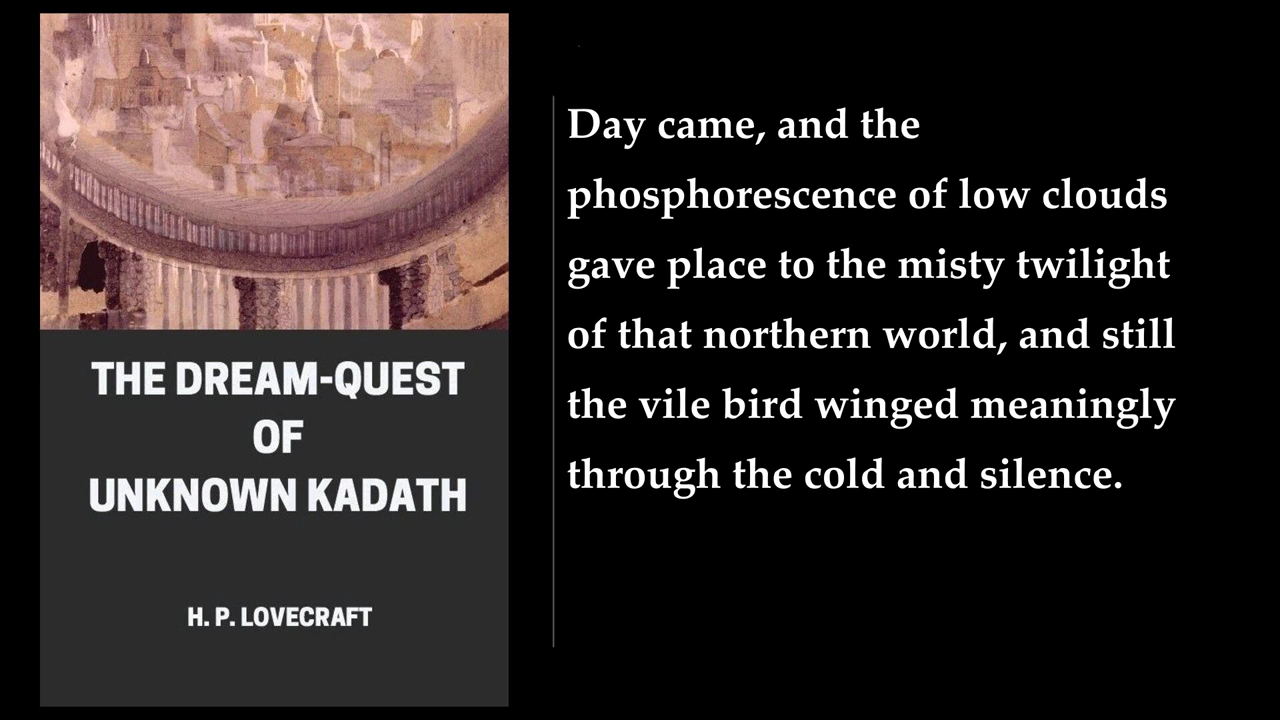 THE DREAM-QUEST
OF
UNKNOWN KADATH
H. P. LOVECRAFT
Day came, and the
phosphorescence of low clouds
gave place to the misty twilight
of that northern world, and still
the vile bird winged meaningly
through the cold and silence.